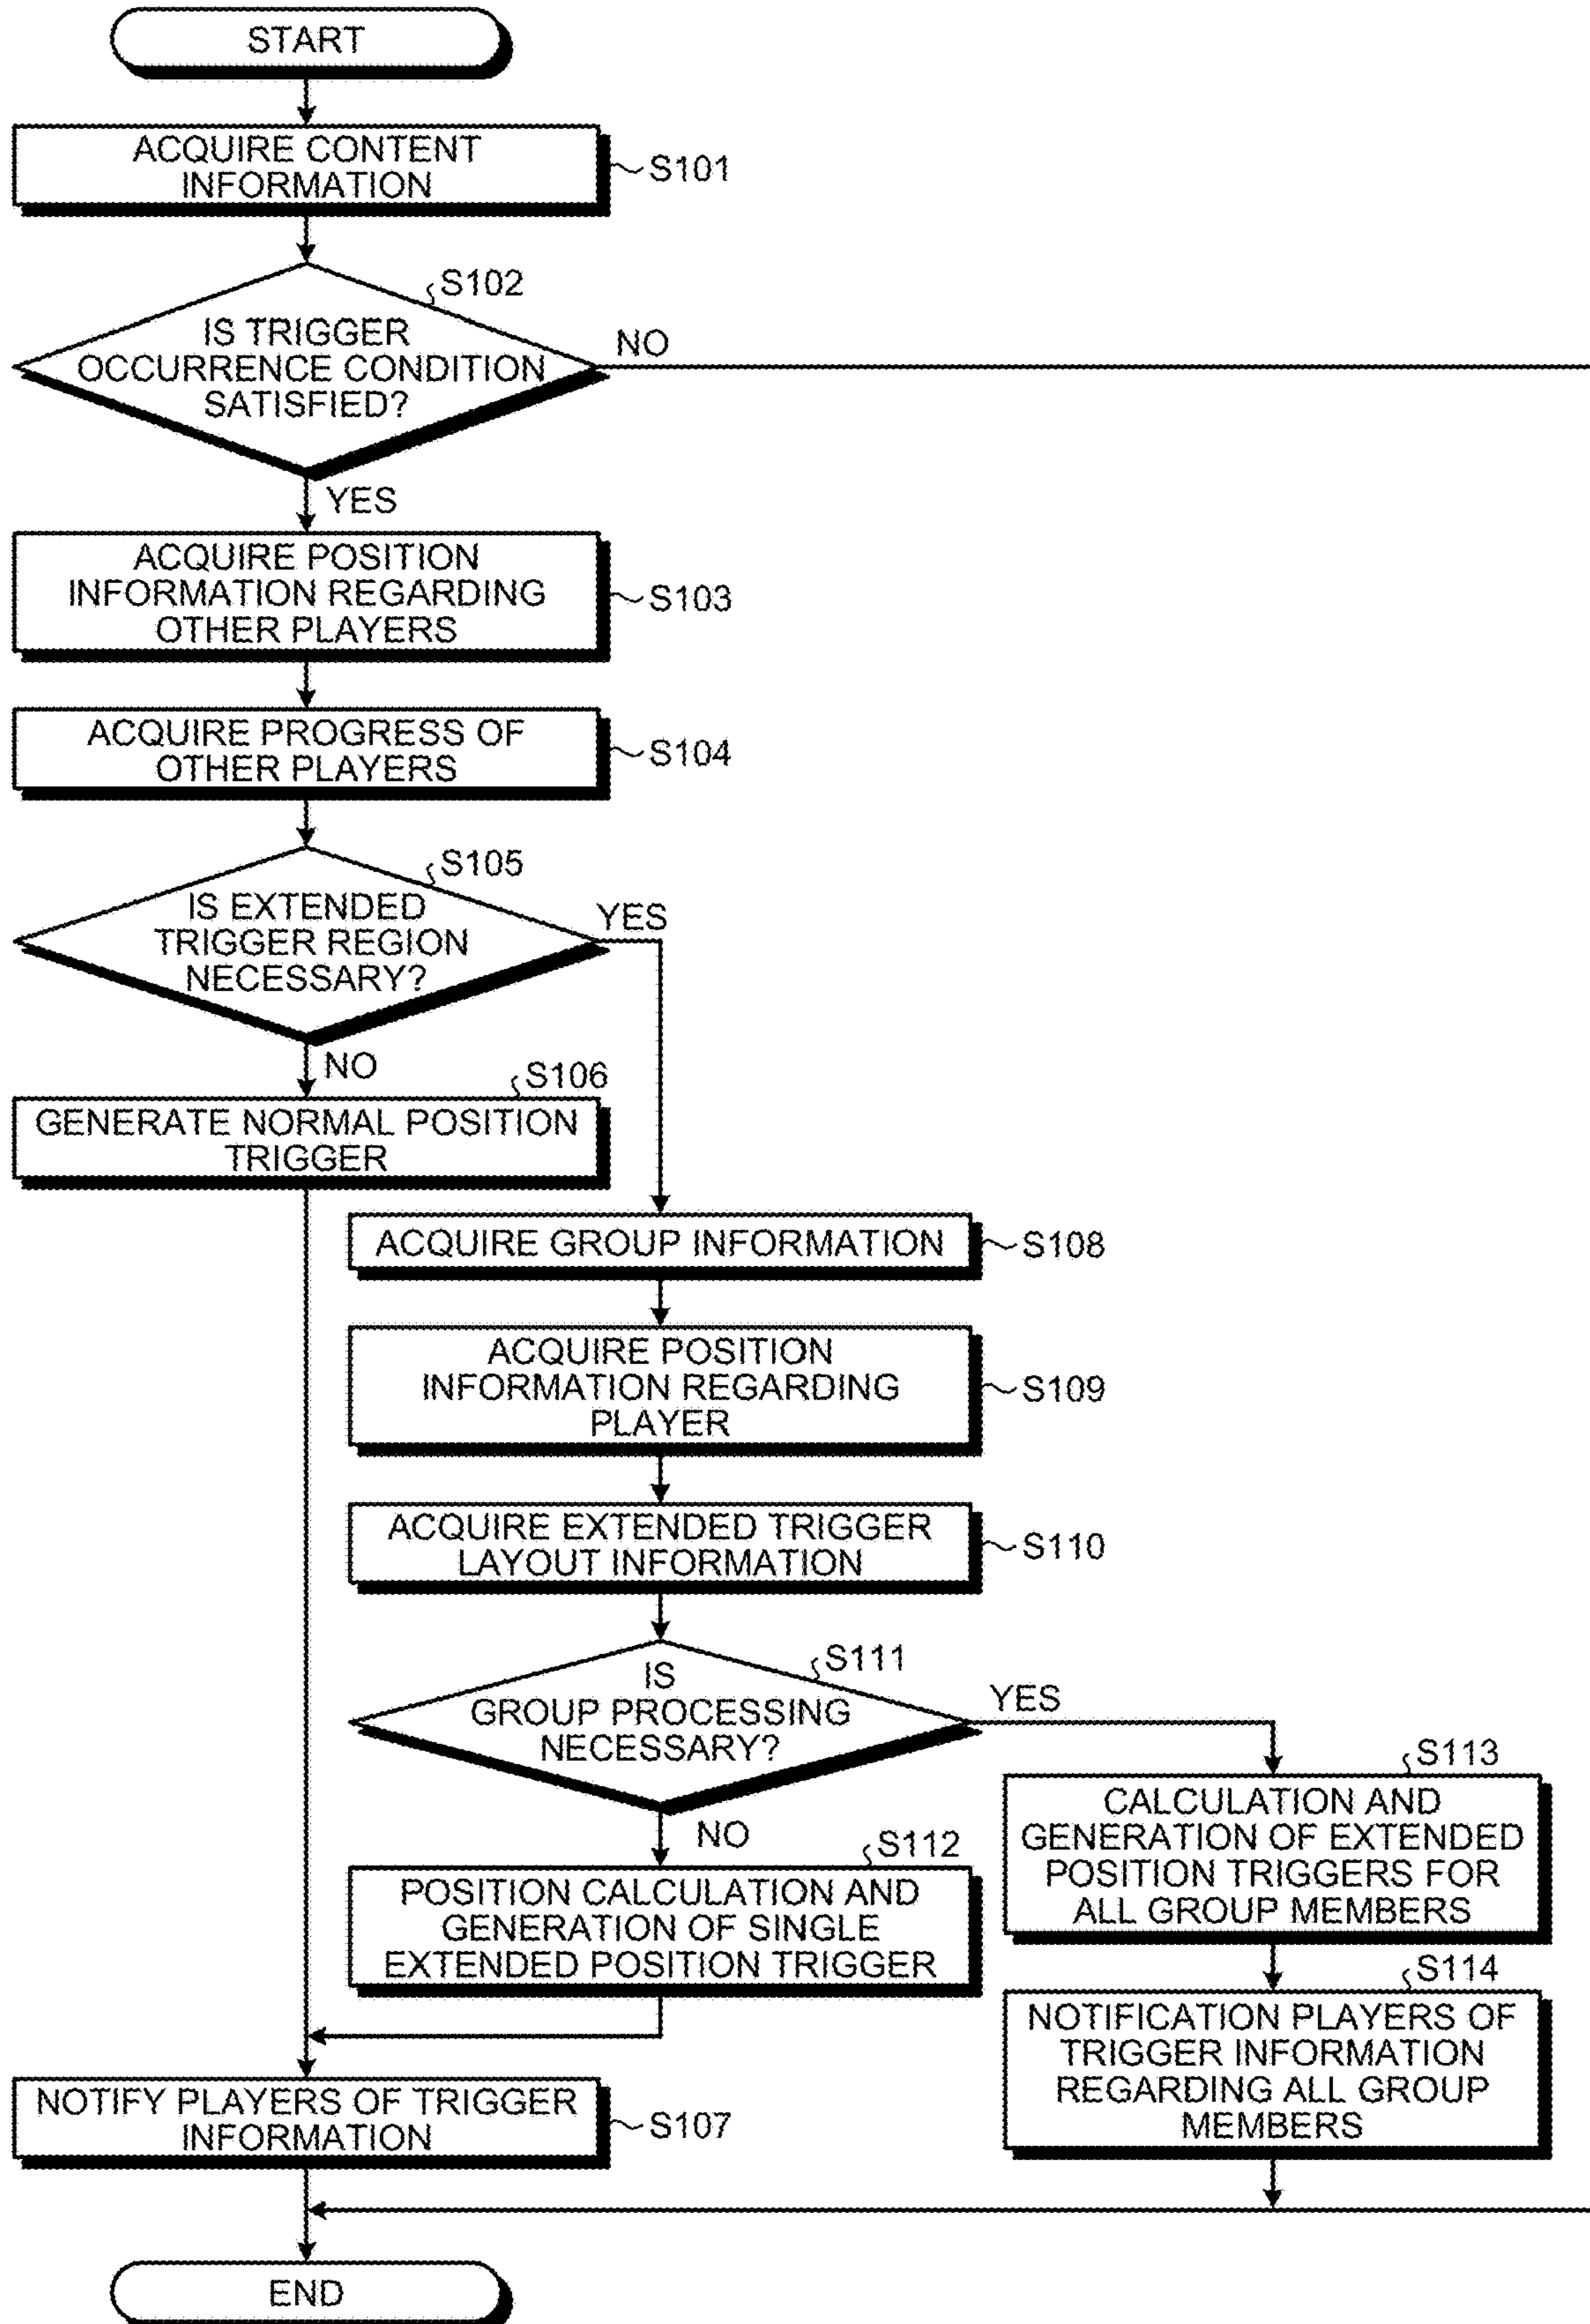 START
ACQUIRE CONTENT
INFORMATION
S101
S102
IS TRIGGER
OCCURRENCE CONDITION
SATISFIED?
NO
YES
ACQUIRE POSITION
INFORMATION REGARDING
OTHER PLAYERS
S103
ACQUIRE PROGRESS OF
OTHER PLAYERS
S104
S105
IS EXTENDED
TRIGGER REGION
NECESSARY?
YES
NO
S106
GENERATE NORMAL POSITION
TRIGGER
ACQUIRE GROUP INFORMATION
S108
ACQUIRE POSITION
INFORMATION REGARDING
PLAYER
S109
ACQUIRE EXTENDED TRIGGER
LAYOUT INFORMATION
S110
S111
IS
GROUP PROCESSING
NECESSARY?
YES
NO
S112
POSITION CALCULATION AND
GENERATION OF SINGLE
EXTENDED POSITION TRIGGER
S113
CALCULATION AND
GENERATION OF EXTENDED
POSITION TRIGGERS FOR
ALL GROUP MEMBERS
S114
NOTIFICATION PLAYERS OF
TRIGGER INFORMATION
REGARDING ALL GROUP
MEMBERS
NOTIFY PLAYERS OF TRIGGER
INFORMATION
S107
END